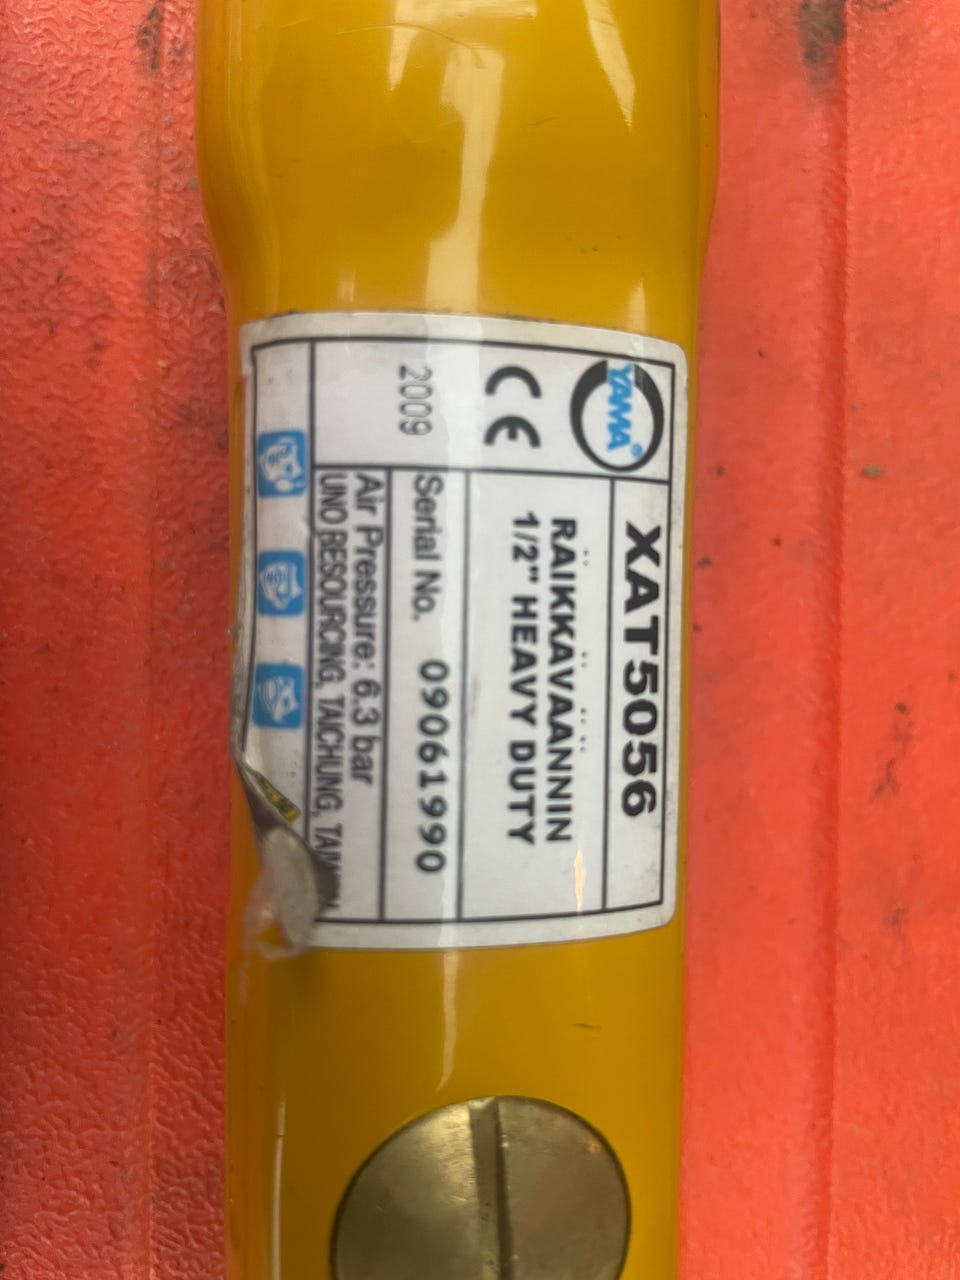 YAMA®
XAT5056
CE
RÄIKKÄVÄÄNNIN
1/2" HEAVY DUTY
2009
Serial No. 09061990
Air Pressure: 6.3 bar
UNO RESOURCING, TAICHUNG,